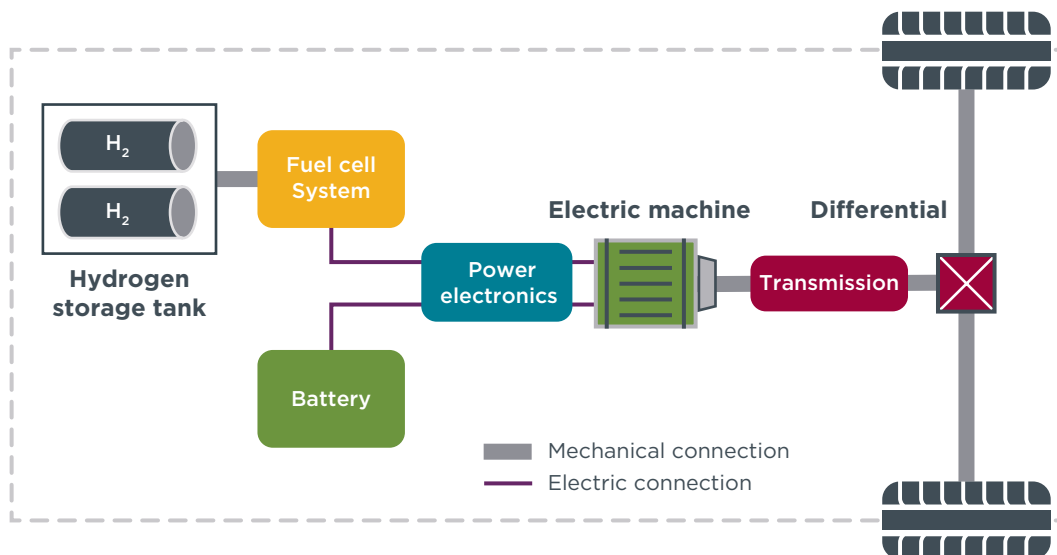 H₂
H₂
Hydrogen
storage tank
Fuel cell
System
Battery
Power
electronics
Electric machine
Transmission
Differential
Mechanical connection
Electric connection